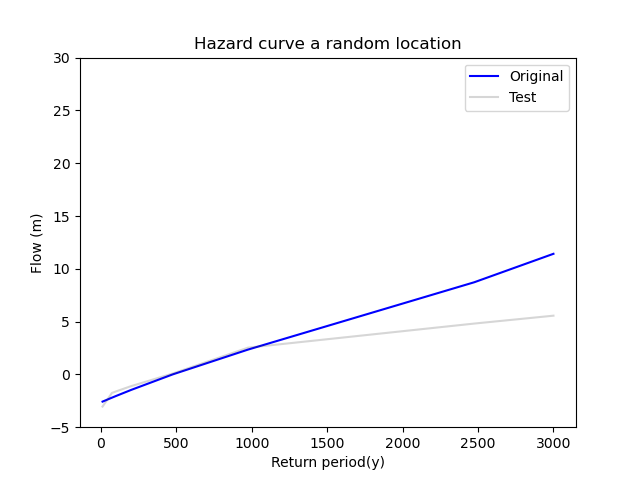 Hazard curve a random location
Original
Test
30
25
20
15
10
5
0
−5
Flow (m)
0 500 1000 1500 2000 2500 3000
Return period(y)